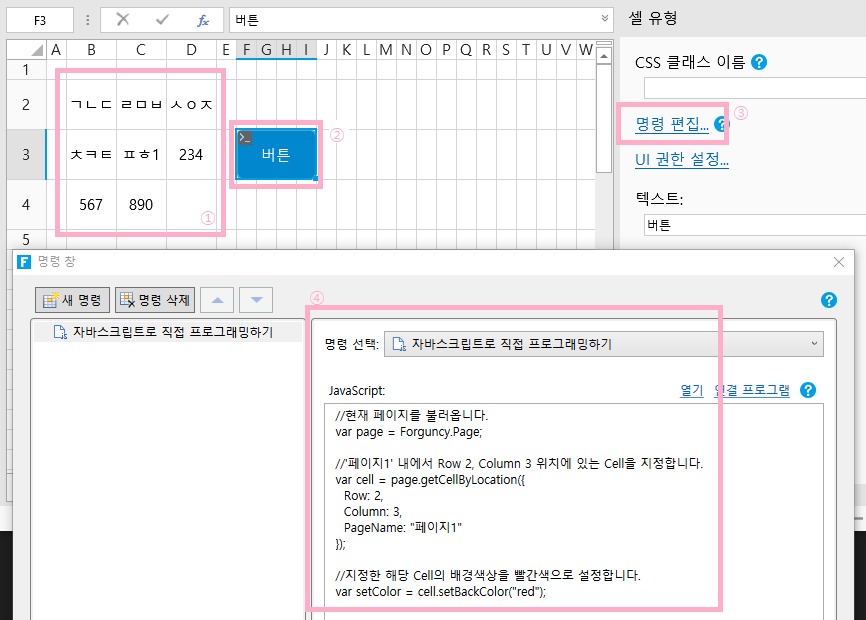 F3
fx
버튼
셀 유형
A B C D E F G H I J K L M N O P Q R S T U V W
CSS 클래스 이름 ?
1
2
ㄱㄴㄷ ㄹㅁㅂ ㅅㅇㅈ
②
명령 편집... ?
③
3
ㅊㅋㅌ ㅍㅎ1 234
버튼
UI 권한 설정...
4
567 890
①
텍스트:
버튼
5
F 명령 창
새 명령
명령 삭제
④
?
자바스크립트로 직접 프로그래밍하기
명령 선택: 자바스크립트로 직접 프로그래밍하기
JavaScript:
열기 연결 프로그램 ?
//현재 페이지를 불러옵니다.
var page = Forguncy.Page;
//'페이지1' 내에서 Row 2, Column 3 위치에 있는 Cell을 지정합니다.
var cell = page.getCellByLocation({
Row: 2,
Column: 3,
PageName: "페이지1"
});
//지정한 해당 Cell의 배경색상을 빨간색으로 설정합니다.
var setColor = cell.setBackColor("red");